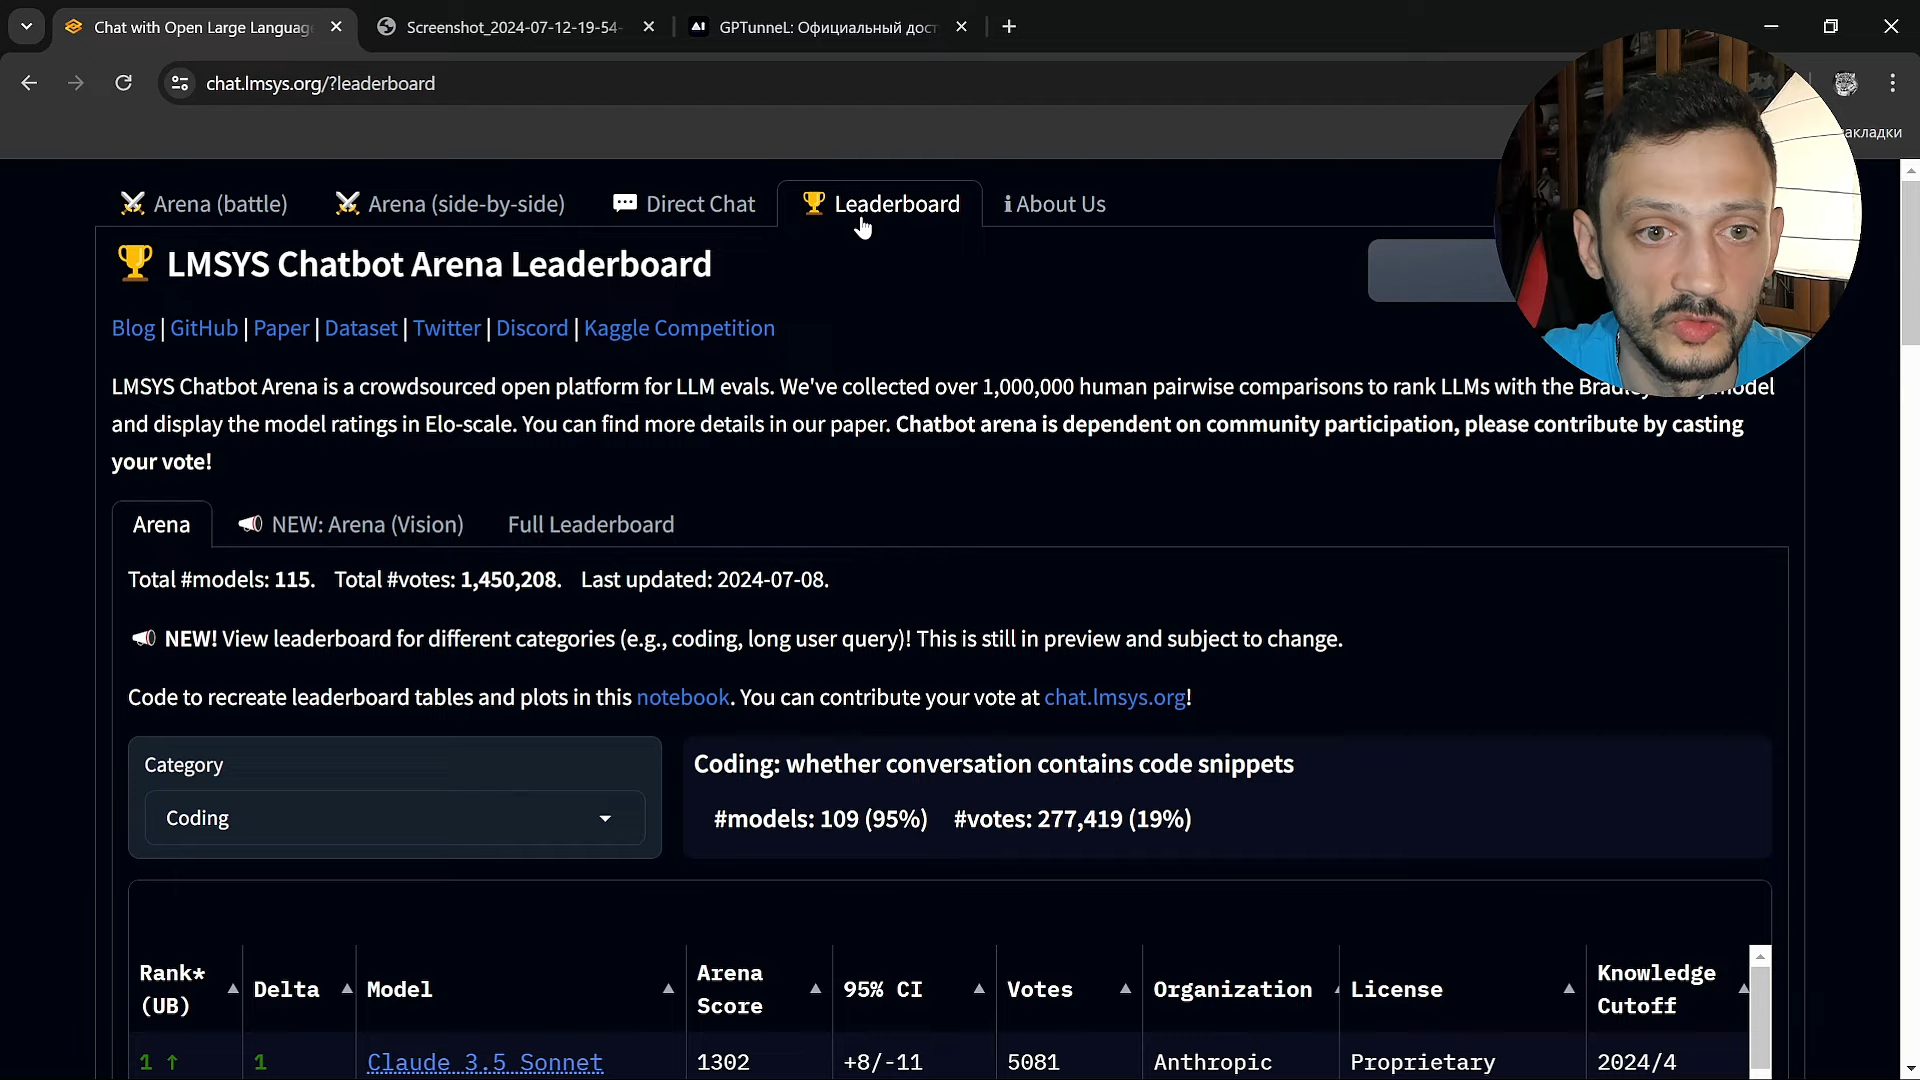 Chat with Open Large Languag
Screenshot_2024-07-12-19-54-
AI GPTunneL: Официальный дост
chat.lmsys.org/?leaderboard
акладки
Arena (battle)
Arena (side-by-side)
Direct Chat
Leaderboard
About Us
LMSYS Chatbot Arena Leaderboard
Blog | GitHub | Paper | Dataset | Twitter | Discord | Kaggle Competition
LMSYS Chatbot Arena is a crowdsourced open platform for LLM evals. We've collected over 1,000,000 human pairwise comparisons to rank LLMs with the
and display the model ratings in Elo-scale. You can find more details in our paper. Chatbot arena is dependent on community participation, please contribute by casting
your vote!
Arena
NEW: Arena (Vision)
Full Leaderboard
Total #models: 115. Total #votes: 1,450,208. Last updated: 2024-07-08.
NEW! View leaderboard for different categories (e.g., coding, long user query)! This is still in preview and subject to change.
Code to recreate leaderboard tables and plots in this notebook. You can contribute your vote at chat.lmsys.org!
Category
Coding
Coding: whether conversation contains code snippets
#models: 109 (95%) #votes: 277,419 (19%)
Rank* (UB) Delta Model Arena Score 95% CI Votes Organization License Knowledge Cutoff
1 ↑ 1 Claude 3.5 Sonnet 1302 +8/-11 5081 Anthropic Proprietary 2024/4